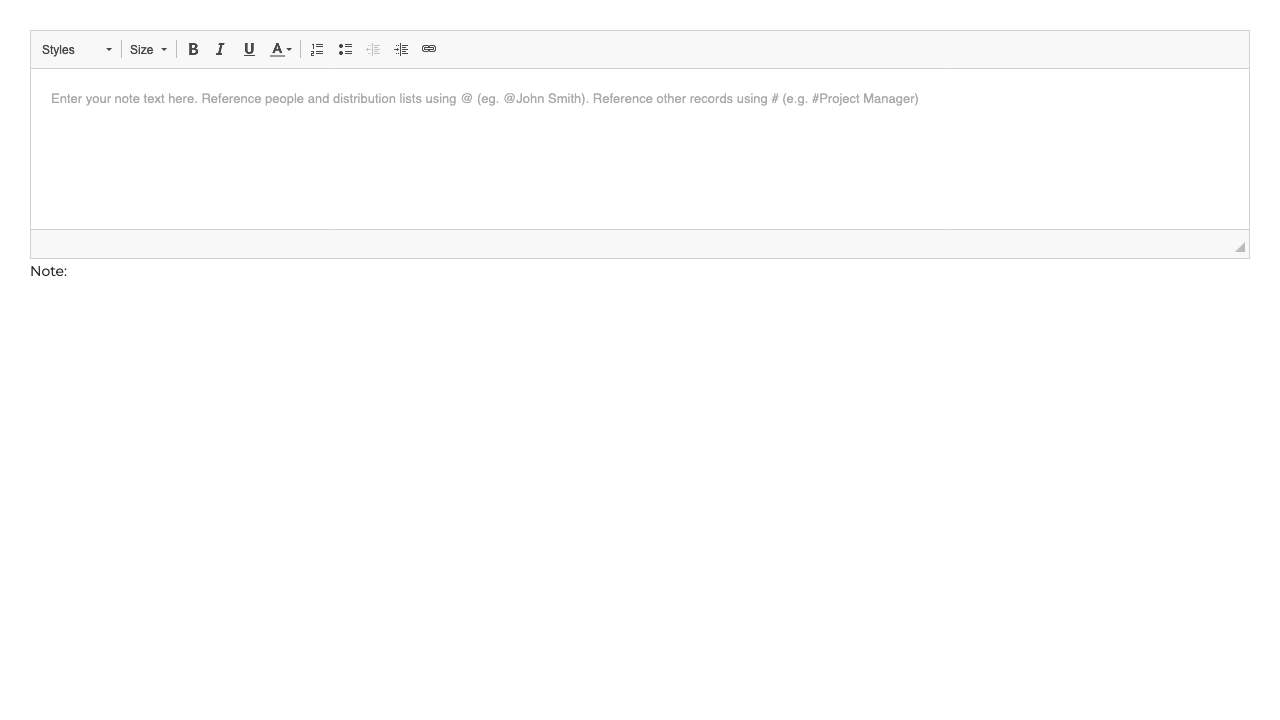 Styles Size
Enter your note text here. Reference people and distribution lists using @ (eg. @John Smith). Reference other records using # (e.g. #Project Manager)
Note: